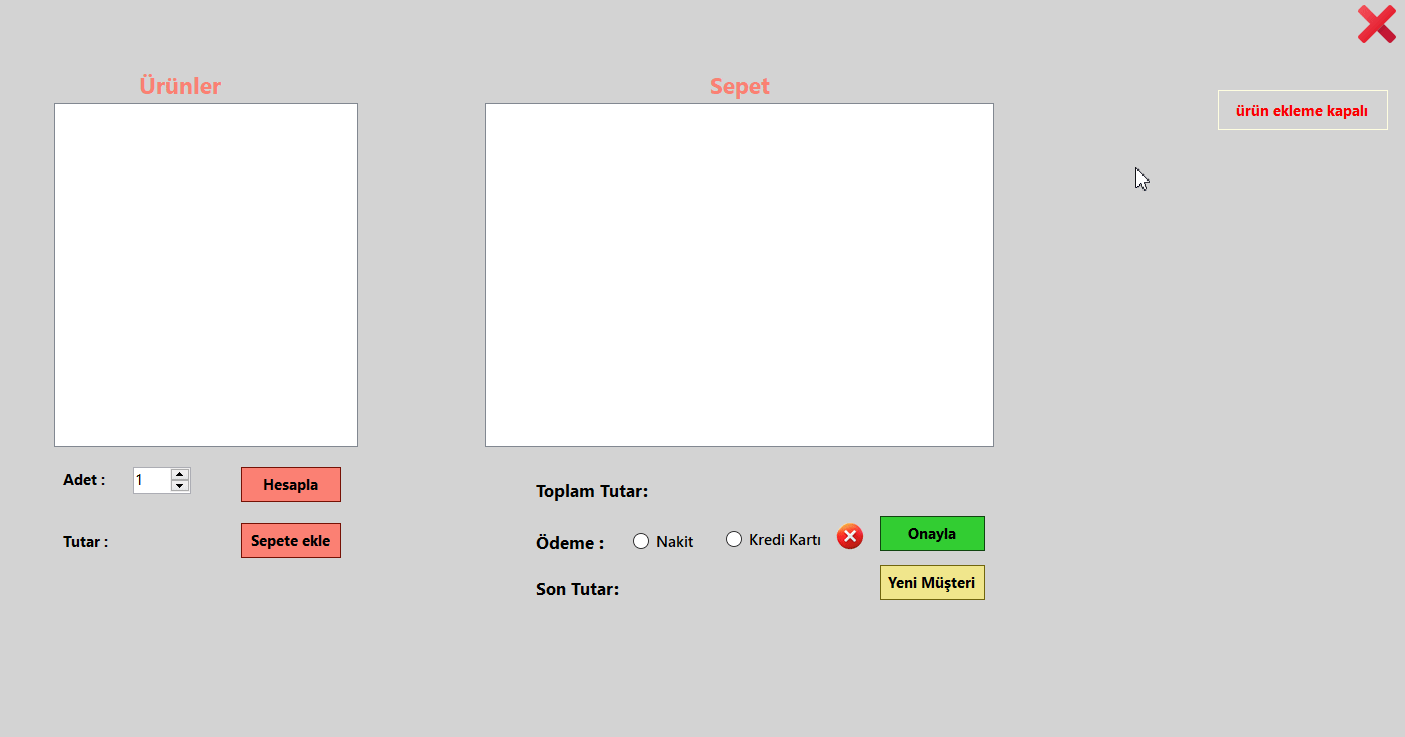 Ürünler
Sepet
ürün ekleme kapalı
Adet :
1
Hesapla
Tutar :
Sepete ekle
Toplam Tutar:
Ödeme :
Nakit
Kredi Kartı
Onayla
Son Tutar:
Yeni Müşteri